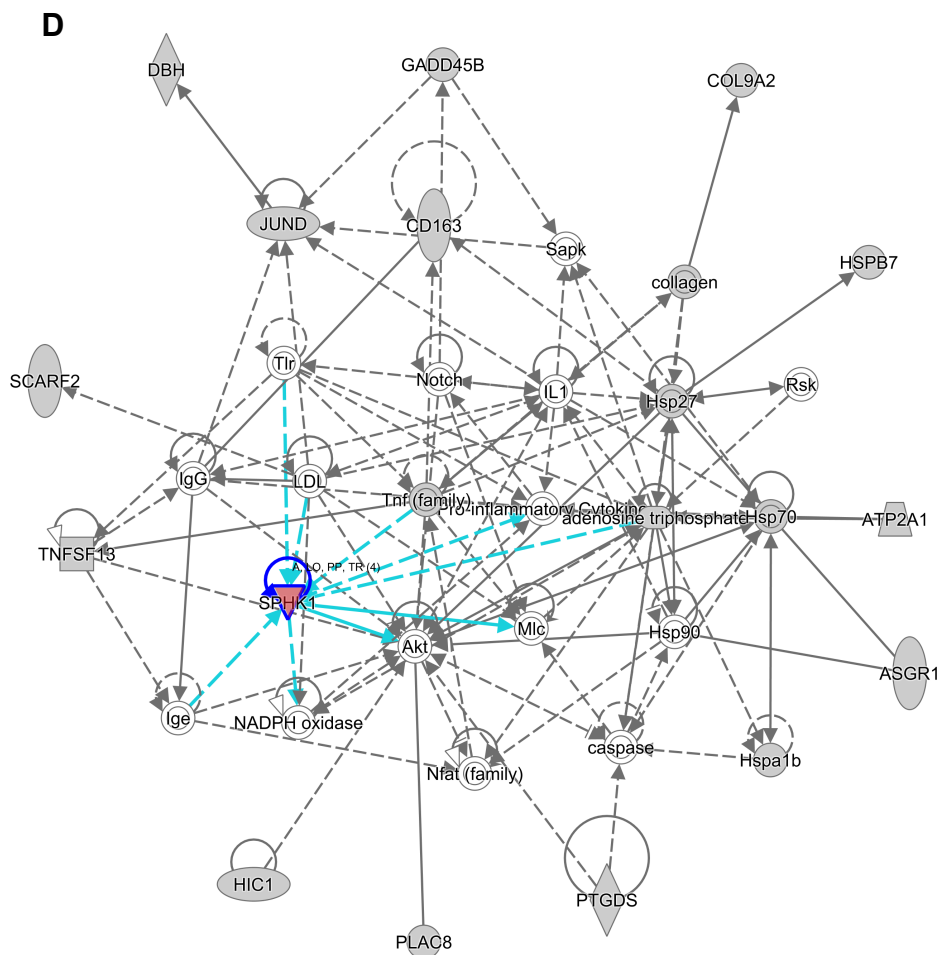 D
DBH
GADD45B
COL9A2
JUND
CD163
Sapk
HSPB7
collagen
SCARF2
Tlr
Notch
IL1
Hsp27
Rsk
IgG
LDL
Tnf (family)
Pro-inflammatory Cytokine
adenosine triphosphate
Hsp70
ATP2A1
TNFSF13
A, LO, PP, TR (4)
SPHK1
Akt
Mlc
Hsp90
ASGR1
Ige
NADPH oxidase
caspase
Nfat (family)
Hspa1b
HIC1
PTGDS
PLAC8